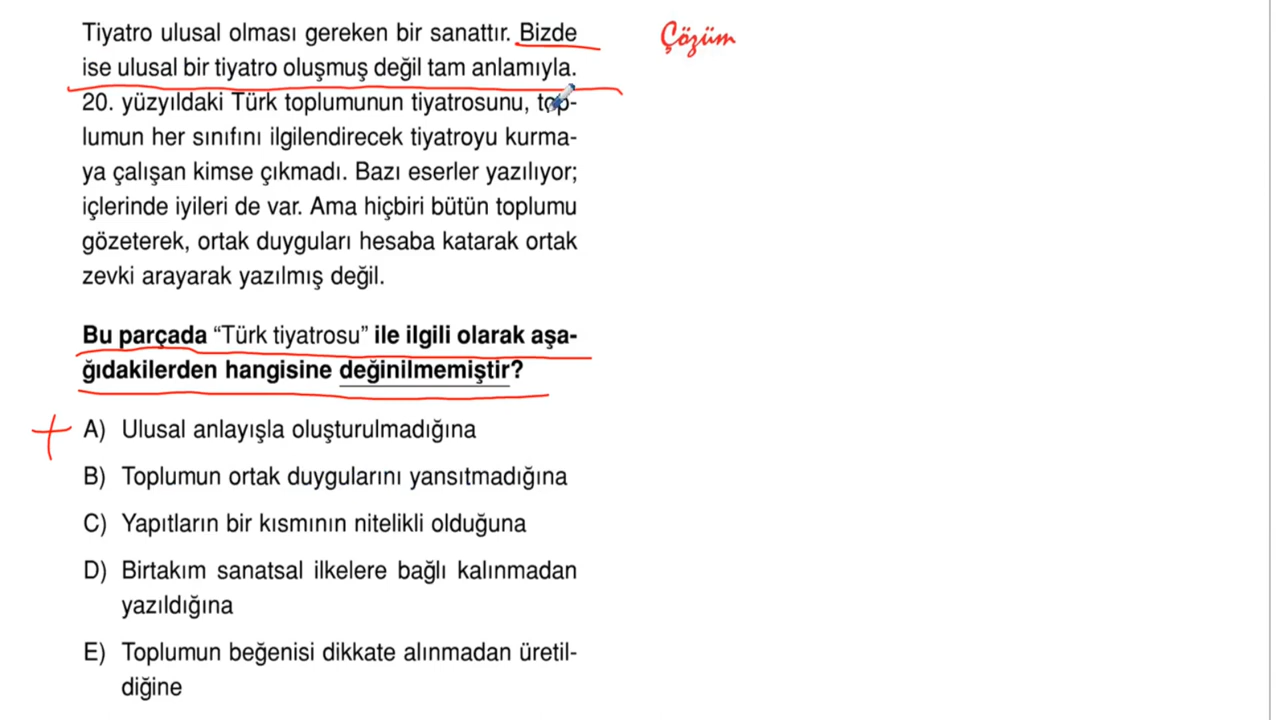 Tiyatro ulusal olması gereken bir sanattır. Bizde
ise ulusal bir tiyatro oluşmuş değil tam anlamıyla.
20. yüzyıldaki Türk toplumunun tiyatrosunu, top-
lumun her sınıfını ilgilendirecek tiyatroyu kurma-
ya çalışan kimse çıkmadı. Bazı eserler yazılıyor;
içlerinde iyileri de var. Ama hiçbiri bütün toplumu
gözeterek, ortak duyguları hesaba katarak ortak
zevki arayarak yazılmış değil.
Bu parçada “Türk tiyatrosu” ile ilgili olarak aşa-
ğıdakilerden hangisine değinilmemiştir?
A) Ulusal anlayışla oluşturulmadığına
B) Toplumun ortak duygularını yansıtmadığına
C) Yapıtların bir kısmının nitelikli olduğuna
D) Birtakım sanatsal ilkelere bağlı kalınmadan
yazıldığına
E) Toplumun beğenisi dikkate alınmadan üretil-
diğine
Çözüm